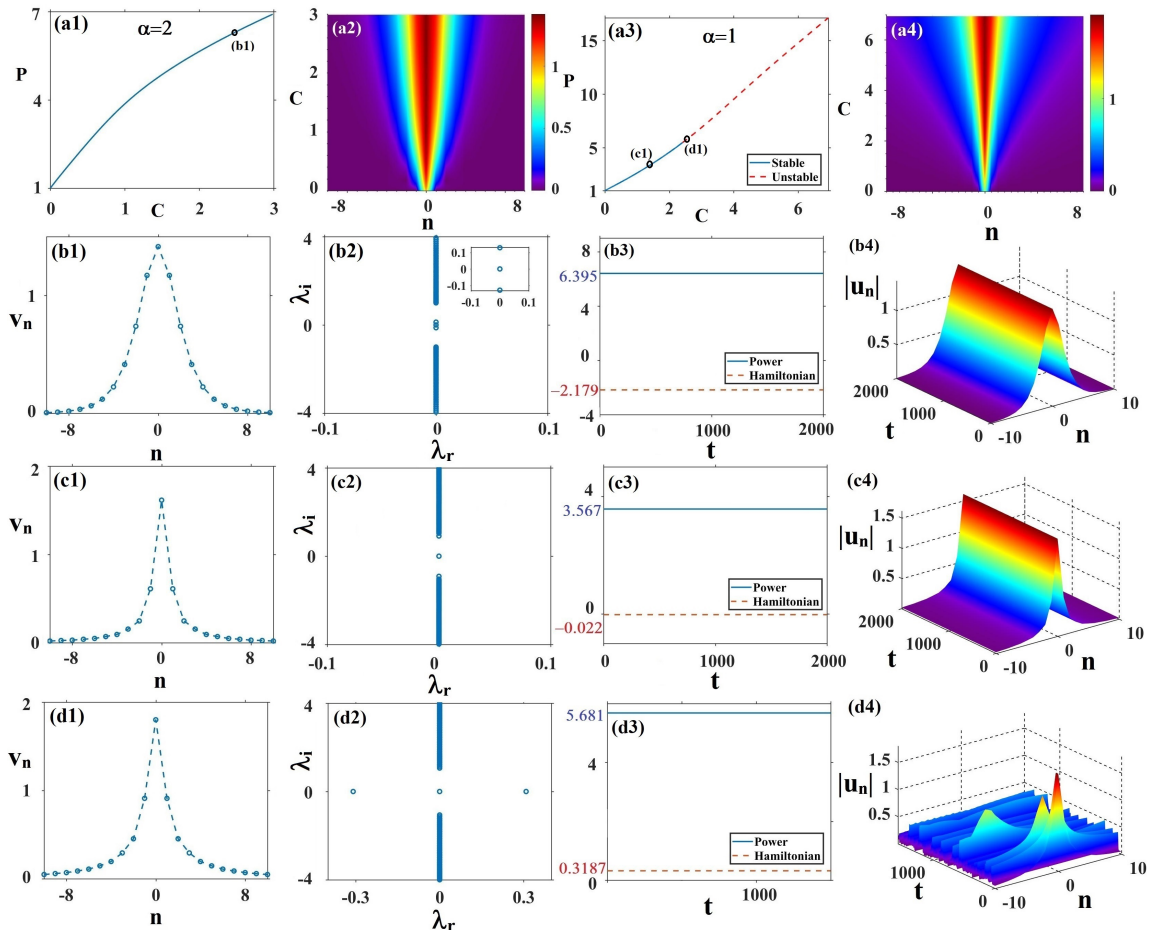 (a1)
α=2
(b1)
P
C
7
4
1
0
1
2
3
(a2)
C
n
3
2
1
0
-8
0
8
1
0.5
0
(a3)
α=1
P
C
(c1)
(d1)
Stable
Unstable
15
10
5
1
0
2
4
6
(a4)
C
n
6
4
2
0
-8
0
8
1
0
(b1)
v_n
n
1
0
-8
0
8
(b2)
λ_i
λ_r
4
0
-4
-0.1
0
0.1
0.1
0
-0.1
-0.1
0
0.1
(b3)
8
6.395
4
0
−2.179
-4
Power
Hamiltonian
0
1000
2000
t
(b4)
|u_n|
1
0.5
2000
1000
0
t
-10
0
10
n
(c1)
v_n
n
2
1
0
-8
0
8
(c2)
λ_i
λ_r
4
0
-4
-0.1
0
0.1
(c3)
4
3.567
0
−0.022
Power
Hamiltonian
0
1000
2000
t
(c4)
|u_n|
1.5
1
0.5
2000
1000
0
t
-10
0
10
n
(d1)
v_n
n
2
1
0
-8
0
8
(d2)
λ_i
λ_r
4
0
-4
-0.3
0
0.3
(d3)
5.681
4
0.3187
0
Power
Hamiltonian
1000
t
(d4)
|u_n|
1.5
1
0.5
1000
0
t
-10
0
10
n